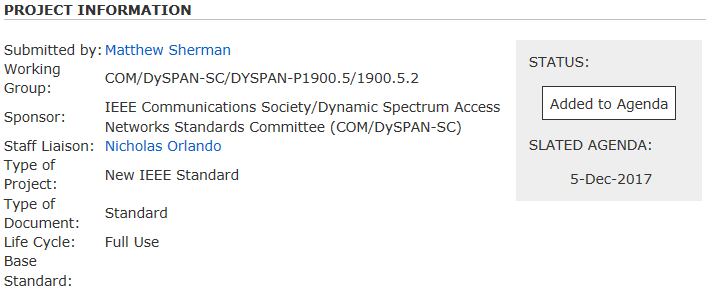 PROJECT INFORMATION
Submitted by: Matthew Sherman
Working Group: COM/DySPAN-SC/DYSPAN-P1900.5/1900.5.2
Sponsor: IEEE Communications Society/Dynamic Spectrum Access
Networks Standards Committee (COM/DySPAN-SC)
Staff Liaison: Nicholas Orlando
Type of Project: New IEEE Standard
Type of Document: Standard
Life Cycle: Full Use
Base Standard:
STATUS:
Added to Agenda
SLATED AGENDA:
5-Dec-2017